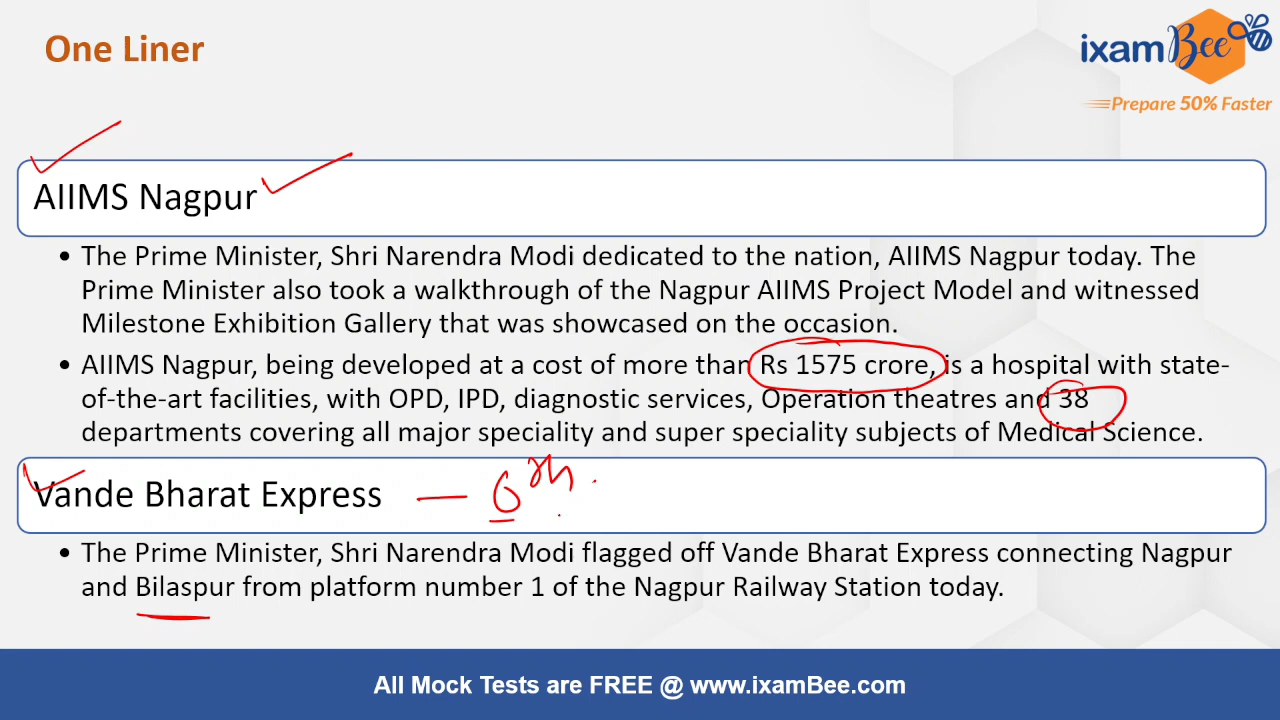 One Liner
ixamBee
Prepare 50% Faster
AIIMS Nagpur
• The Prime Minister, Shri Narendra Modi dedicated to the nation, AIIMS Nagpur today. The
Prime Minister also took a walkthrough of the Nagpur AIIMS Project Model and witnessed
Milestone Exhibition Gallery that was showcased on the occasion.
• AIIMS Nagpur, being developed at a cost of more than Rs 1575 crore, is a hospital with state-
of-the-art facilities, with OPD, IPD, diagnostic services, Operation theatres and 38
departments covering all major speciality and super speciality subjects of Medical Science.
Vande Bharat Express — 6th
• The Prime Minister, Shri Narendra Modi flagged off Vande Bharat Express connecting Nagpur
and Bilaspur from platform number 1 of the Nagpur Railway Station today.
All Mock Tests are FREE @ www.ixamBee.com